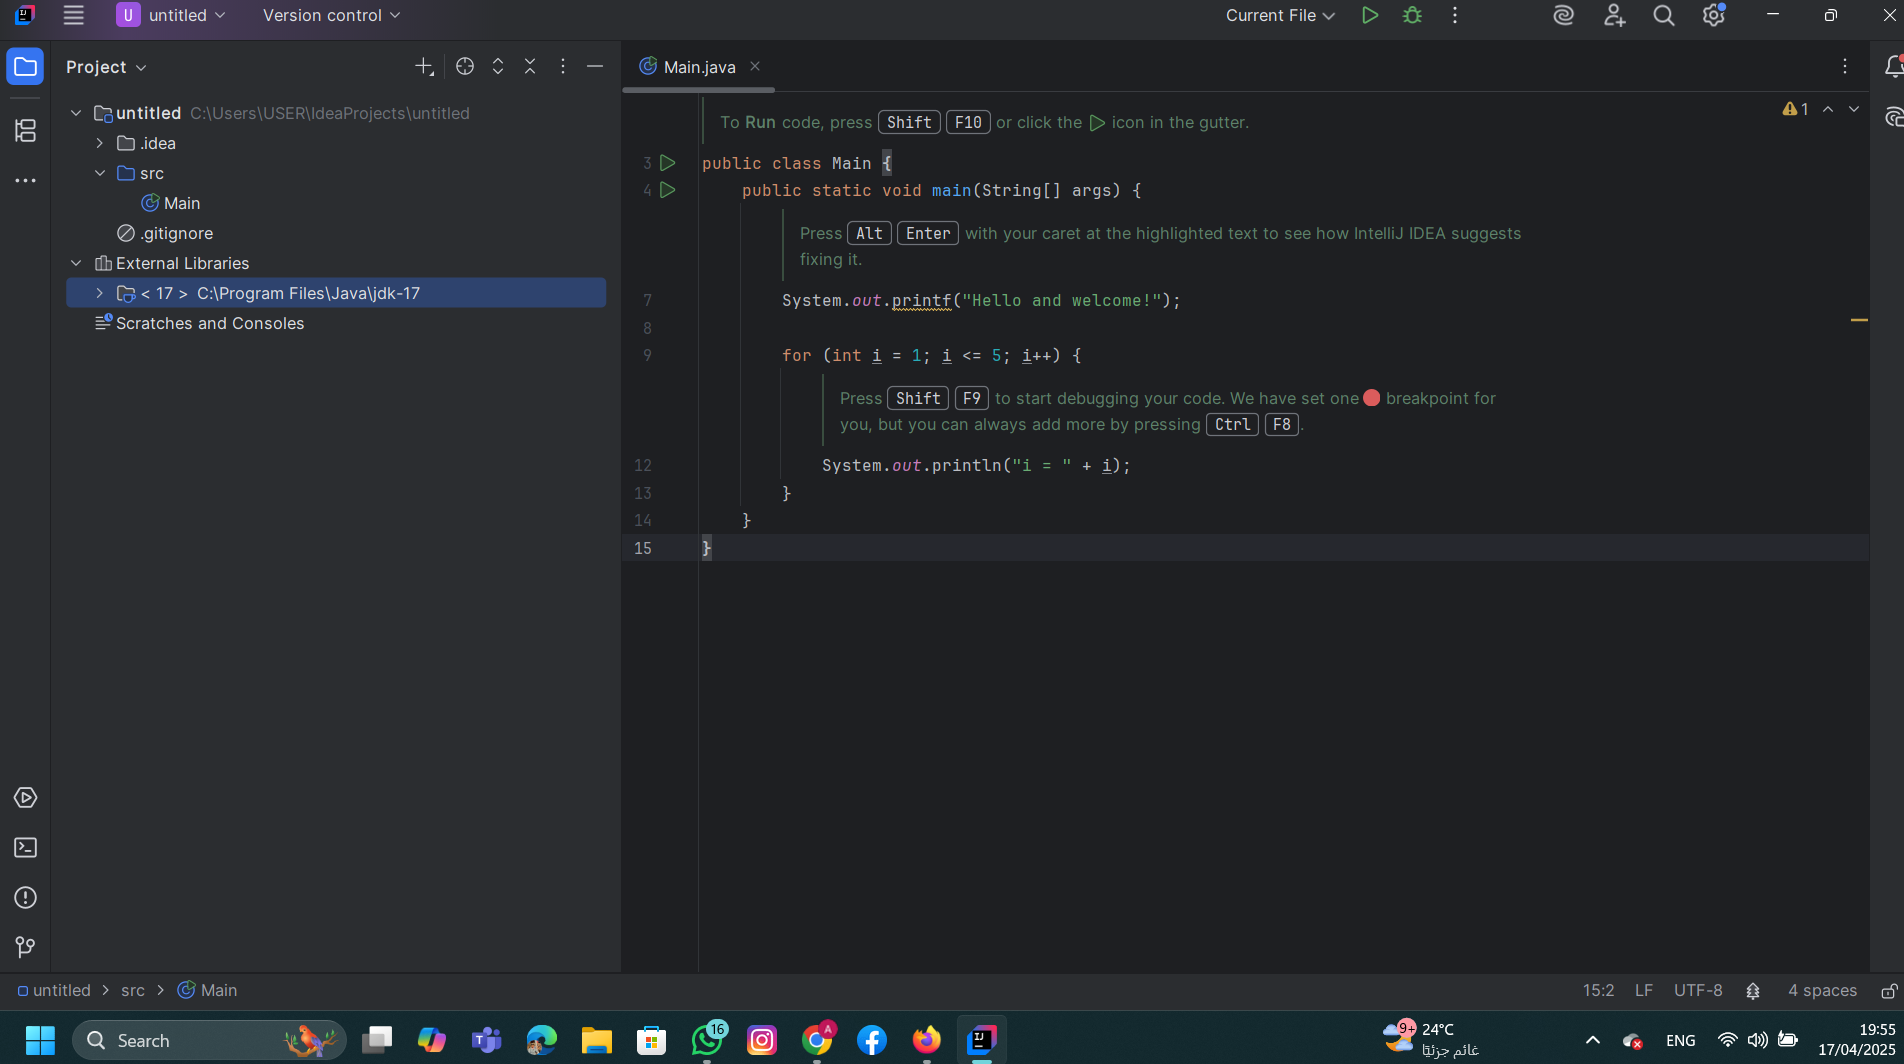 U untitled Version control Current File
Project
Main.java
untitled C:\Users\USER\IdeaProjects\untitled
.idea
src
Main
.gitignore
External Libraries
< 17 > C:\Program Files\Java\jdk-17
Scratches and Consoles
1
To Run code, press Shift F10 or click the icon in the gutter.
3 public class Main {
4 public static void main(String[] args) {
Press Alt Enter with your caret at the highlighted text to see how IntelliJ IDEA suggests
fixing it.
7 System.out.printf("Hello and welcome!");
8
9 for (int i = 1; i <= 5; i++) {
Press Shift F9 to start debugging your code. We have set one breakpoint for
you, but you can always add more by pressing Ctrl F8.
12 System.out.println("i = " + i);
13 }
14 }
15 }
untitled > src > Main 15:2 LF UTF-8 4 spaces
Search
16
A
IJ
9+ 24°C
غائم جزئيًا
ENG
19:55
17/04/2025